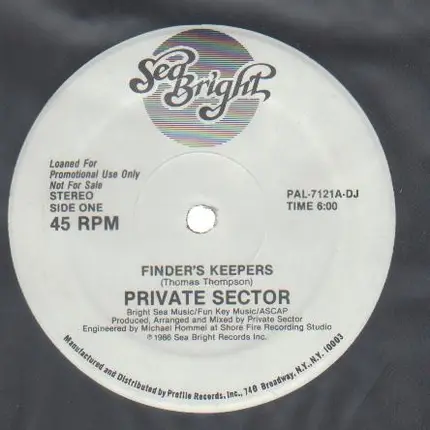 Sea
Bright
Loaned For
Promotional Use Only
Not For Sale
STEREO
SIDE ONE
45 RPM
PAL-7121A-DJ
TIME 6:00
FINDER'S KEEPERS
(Thomas Thompson)
PRIVATE SECTOR
Bright Sea Music/Fun Key Music/ASCAP
Produced, Arranged and Mixed by Private Sector
Engineered by Michael Hommel at Shore Fire Recording Studio
℗ 1986 Sea Bright Records Inc.
Manufactured and Distributed by Profile Records, Inc., 740 Broadway, N.Y., N.Y. 10003